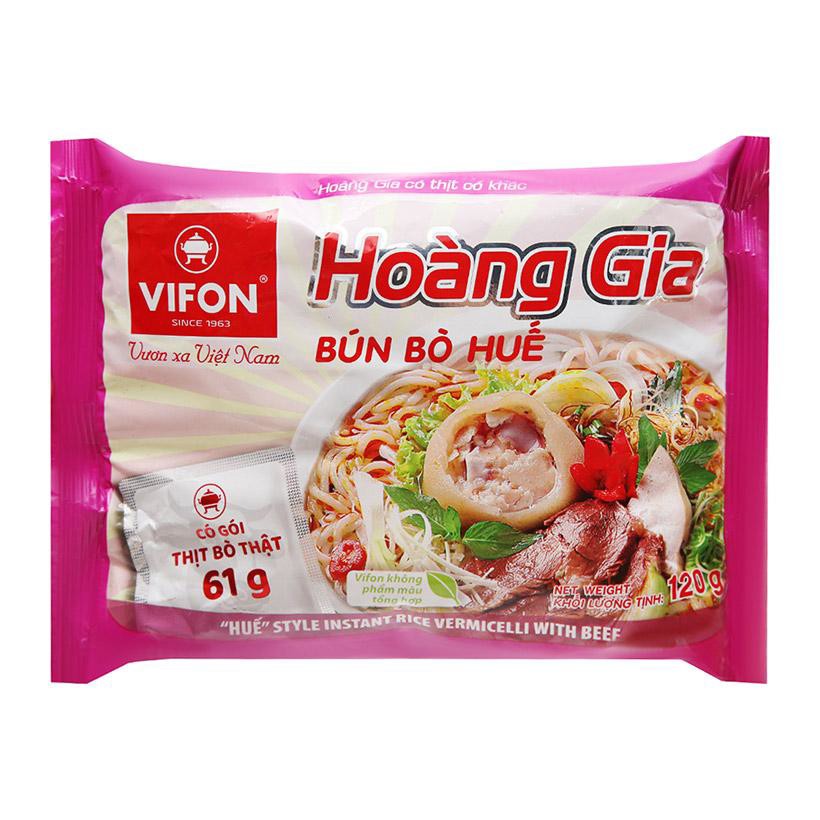 Hoàng Gia có thịt có khác
VIFON®
SINCE 1963
Vươn xa Việt Nam
Hoàng Gia
BÚN BÒ HUẾ
CÓ GÓI
THỊT BÒ THẬT
61 g
Vifon không
phẩm màu
tổng hợp
NET WEIGHT
KHỐI LƯỢNG TỊNH: 120 g
"HUẾ" STYLE INSTANT RICE VERMICELLI WITH BEEF